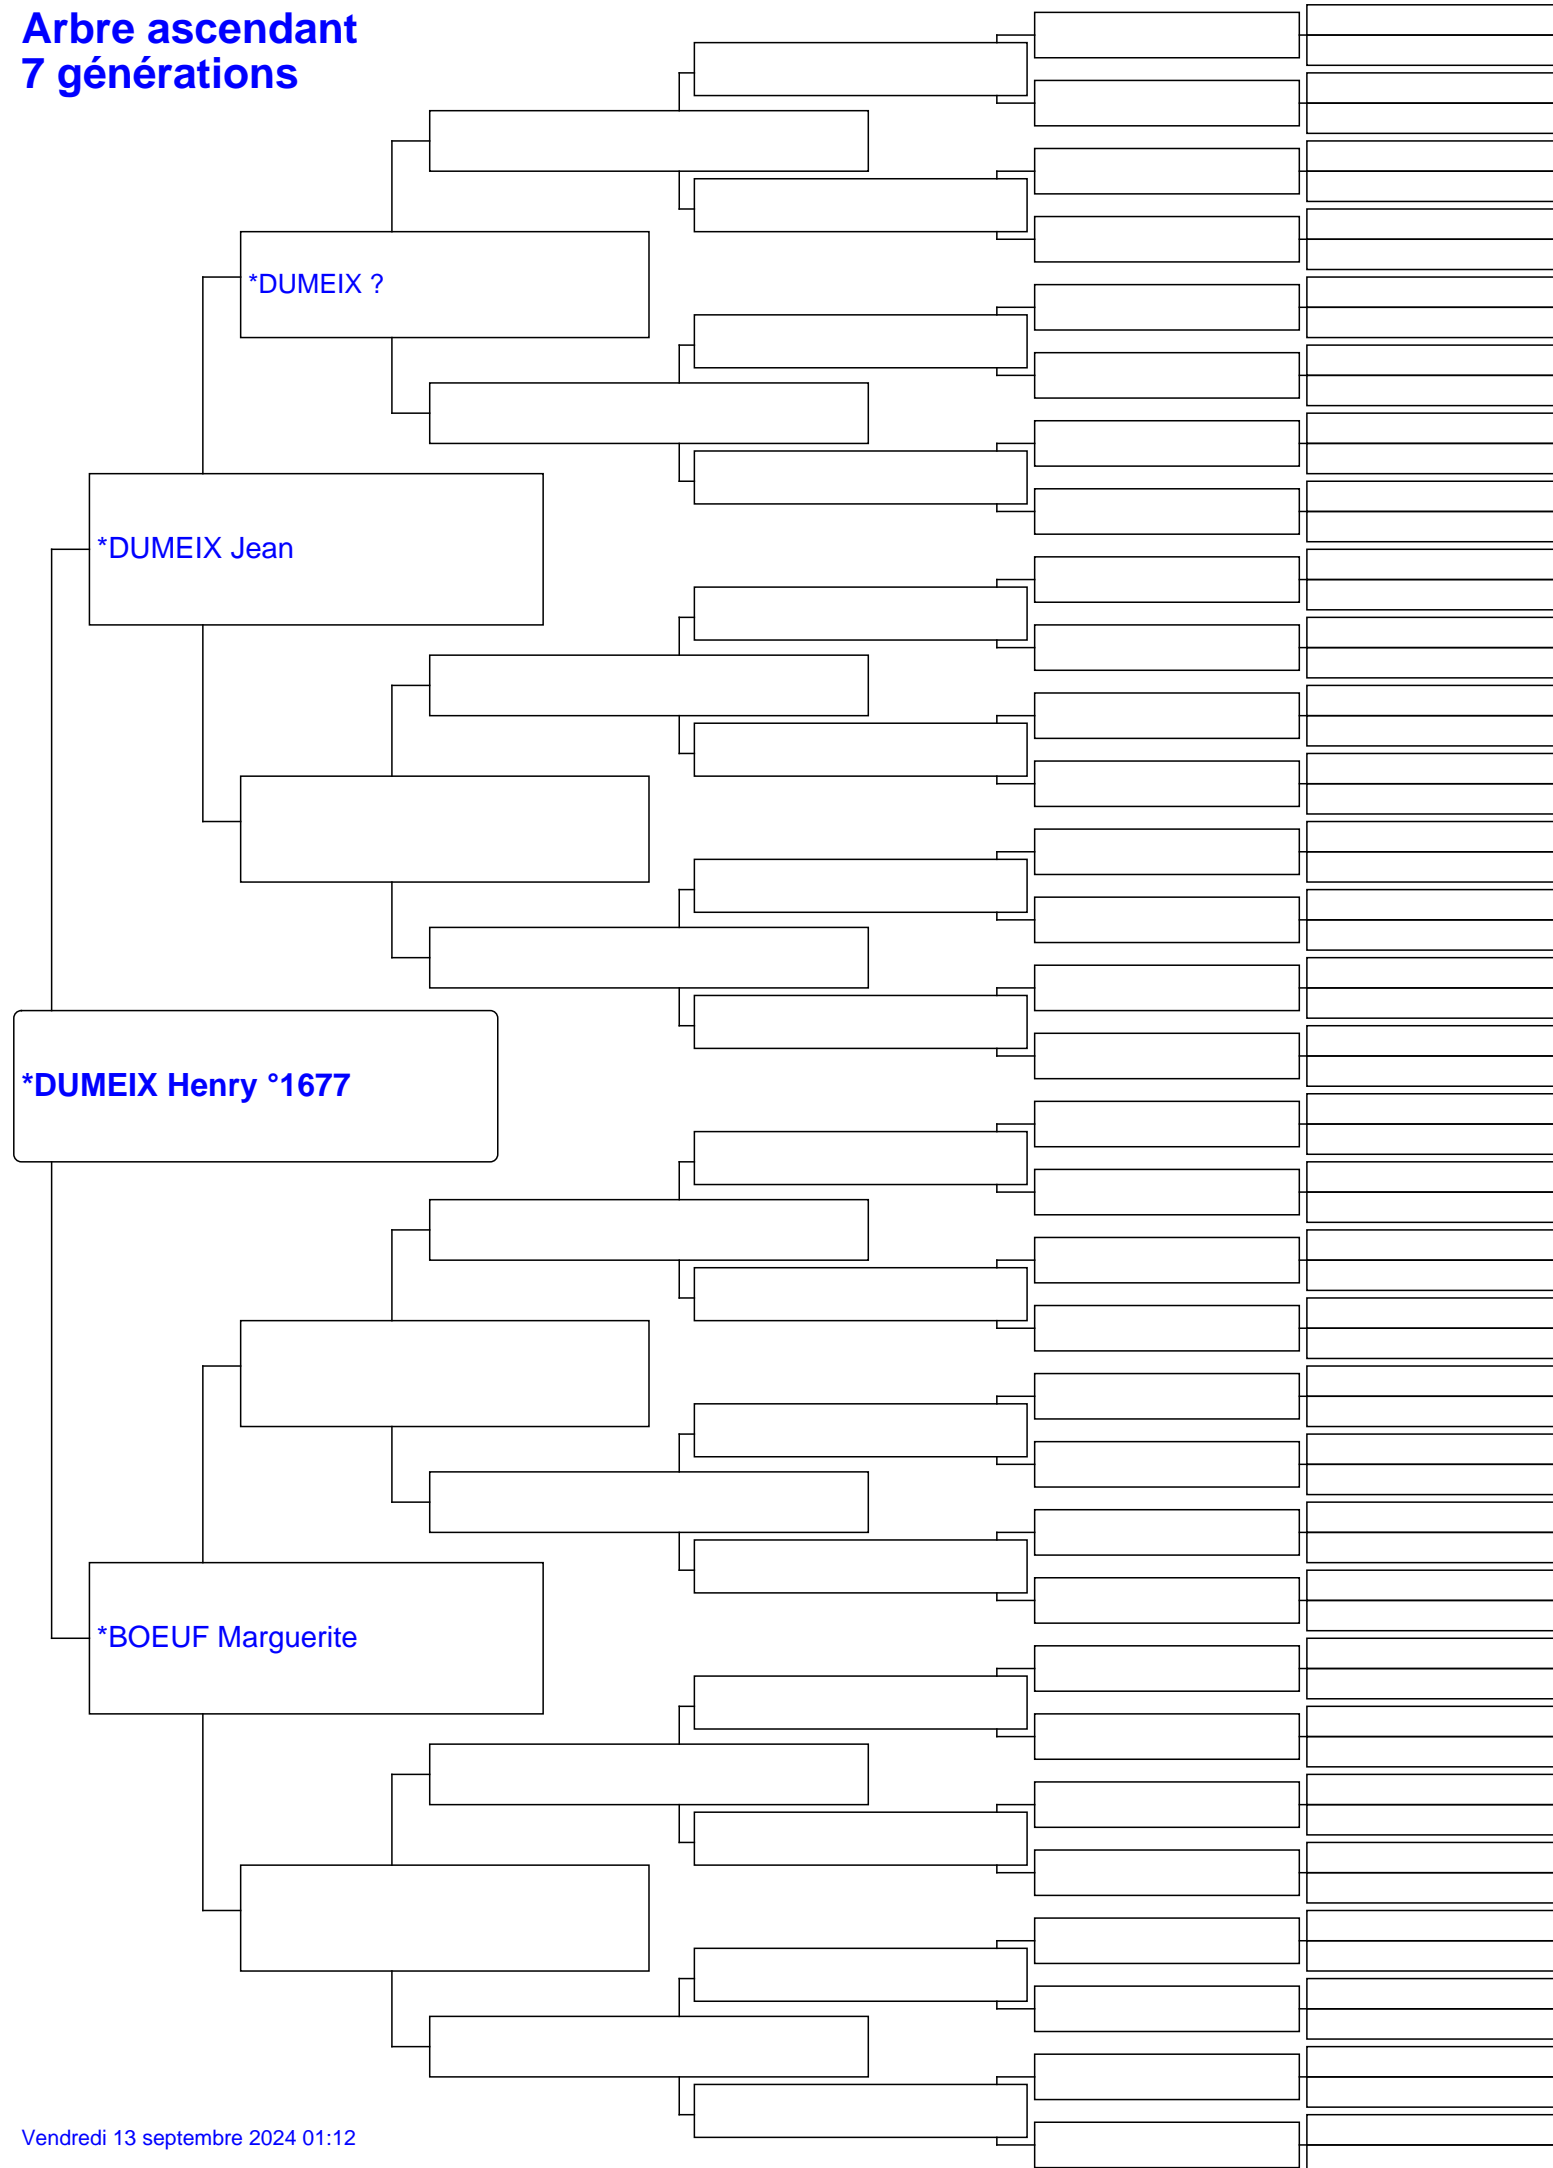 Arbre ascendant
7 générations
*DUMEIX ?
*DUMEIX Jean
*DUMEIX Henry °1677
*BOEUF Marguerite
Vendredi 13 septembre 2024 01:12